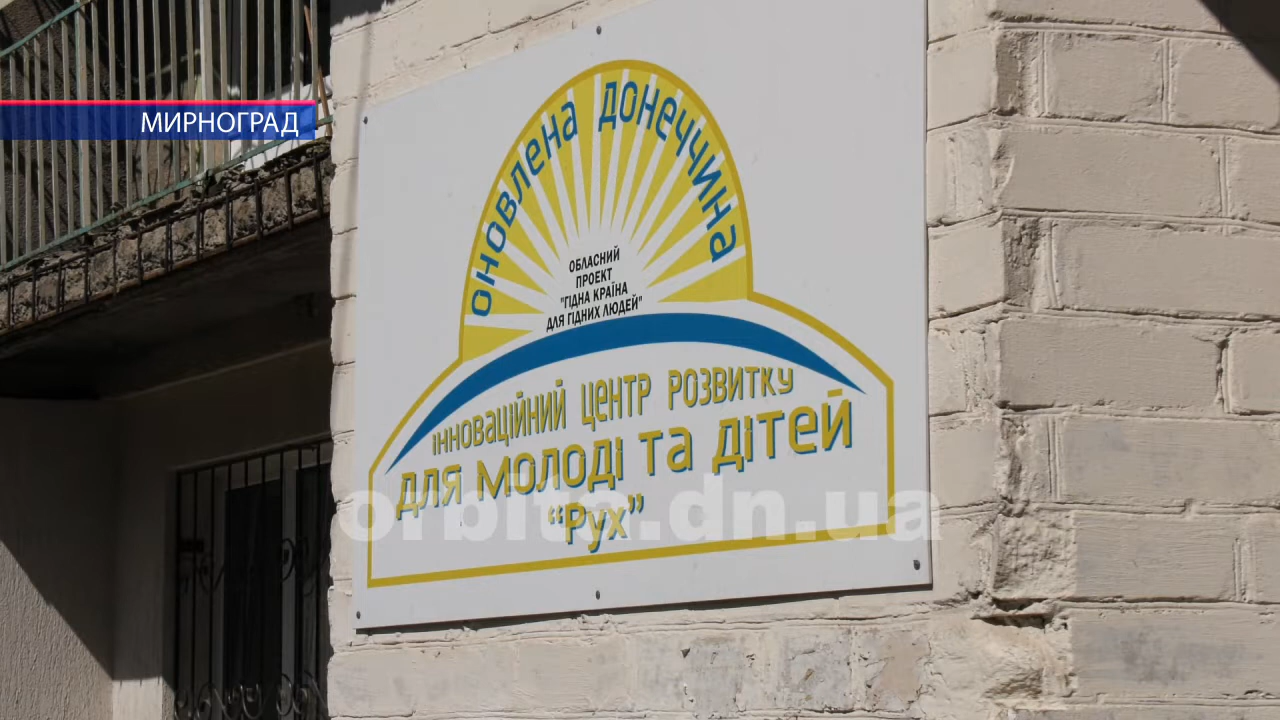 МИРНОГРАД
оновлена донеччина
ОБЛАСНИЙ
ПРОЕКТ
"ГІДНА КРАЇНА
ДЛЯ ГІДНИХ ЛЮДЕЙ"
ІННОВАЦІЙНИЙ ЦЕНТР РОЗВИТКУ
ДЛЯ МОЛОДІ ТА ДІТЕЙ
“Рух”
orbita.dn.ua